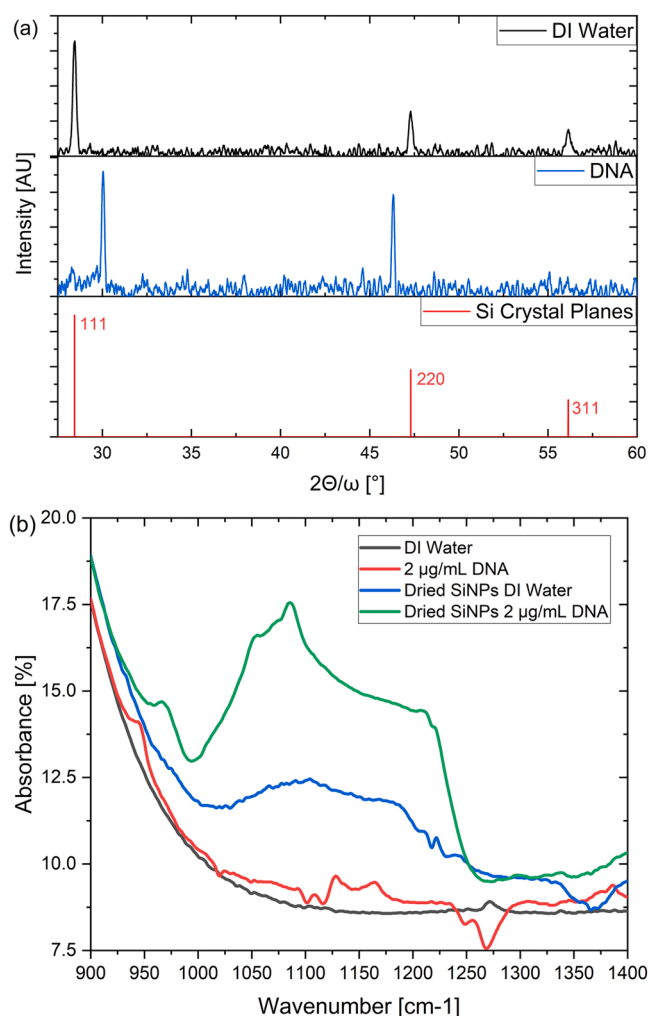 (a)
DI Water
DNA
Si Crystal Planes
111
220
311
Intensity [AU]
30 35 40 45 50 55 60
2Θ/ω [°]
(b)
20.0
17.5
15.0
12.5
10.0
7.5
DI Water
2 µg/mL DNA
Dried SiNPs DI Water
Dried SiNPs 2 µg/mL DNA
Absorbance [%]
900 950 1000 1050 1100 1150 1200 1250 1300 1350 1400
Wavenumber [cm-1]